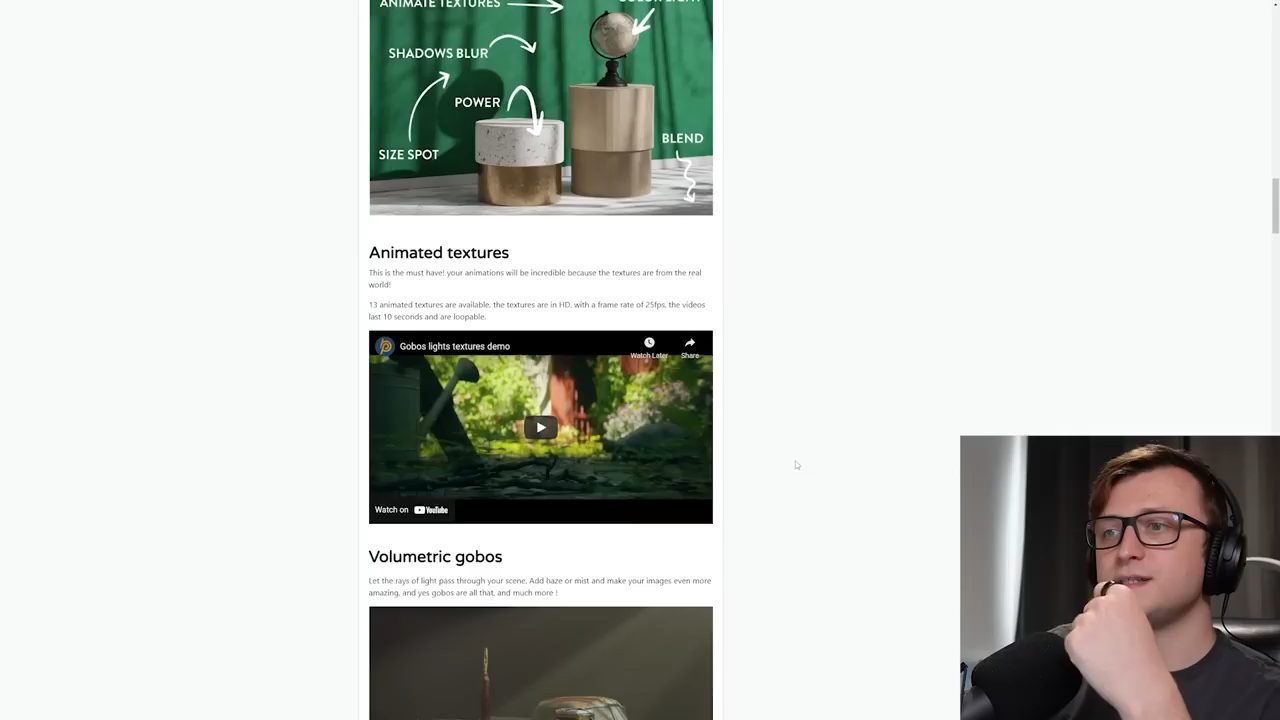 ANIMATE TEXTURES
COLOR LIGHT
SHADOWS BLUR
POWER
BLEND
SIZE SPOT
Animated textures
This is the must have! your animations will be incredible because the textures are from the real
world!
13 animated textures are available, the textures are in HD, with a frame rate of 25fps, the videos
last 10 seconds and are loopable.
Gobos lights textures demo
Watch Later
Share
Watch on YouTube
Volumetric gobos
Let the rays of light pass through your scene. Add haze or mist and make your images even more
amazing, and yes gobos are all that, and much more !